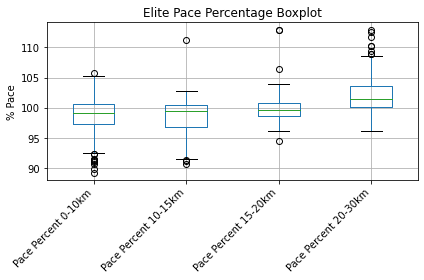 Elite Pace Percentage Boxplot
% Pace
110
105
100
95
90
Pace Percent 0-10km
Pace Percent 10-15km
Pace Percent 15-20km
Pace Percent 20-30km